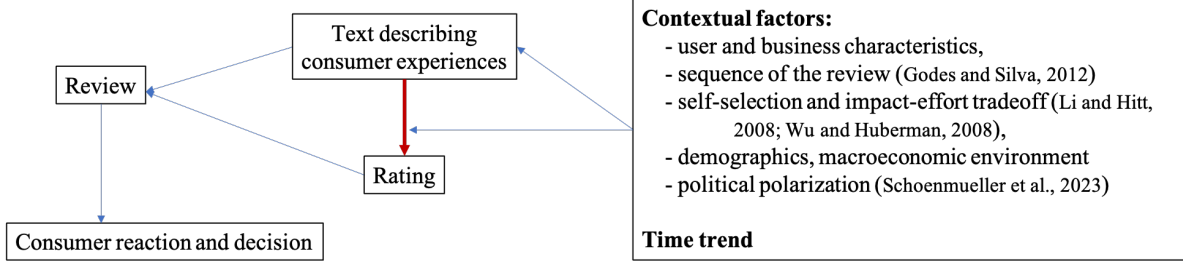 Text describing
consumer experiences
Review
Rating
Consumer reaction and decision
Contextual factors:
- user and business characteristics,
- sequence of the review (Godes and Silva, 2012)
- self-selection and impact-effort tradeoff (Li and Hitt,
2008; Wu and Huberman, 2008),
- demographics, macroeconomic environment
- political polarization (Schoenmueller et al., 2023)
Time trend